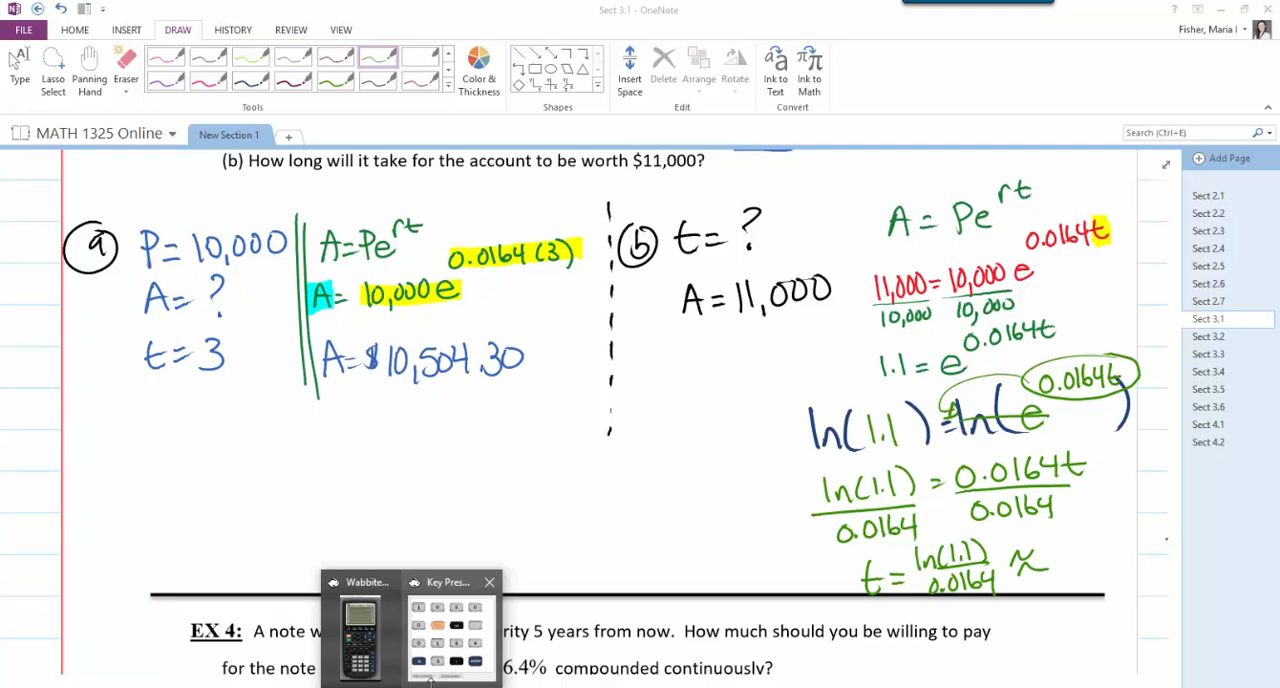 Sect 3.1 - OneNote
FILE HOME INSERT DRAW HISTORY REVIEW VIEW
Fisher, Maria I
Type Lasso Select Panning Hand Eraser Color & Thickness Insert Space Delete Arrange Rotate Ink to Text Ink to Math
Tools Shapes Edit Convert
MATH 1325 Online New Section 1 Search (Ctrl+E)
Add Page
Sect 2.1
Sect 2.2
Sect 2.3
Sect 2.4
Sect 2.5
Sect 2.6
Sect 2.7
Sect 3.1
Sect 3.2
Sect 3.3
Sect 3.4
Sect 3.5
Sect 3.6
Sect 4.1
Sect 4.2
(b) How long will it take for the account to be worth $11,000?
a P = 10,000
A = ?
t = 3
A = Pe^rt
A = 10,000 e^0.0164(3)
A = $10,504.30
b t = ?
A = 11,000
A = Pe^rt
11,000 = 10,000 e^0.0164t
10,000 10,000
1.1 = e^0.0164t
ln(1.1) = ln(e^0.0164t)
ln(1.1) = 0.0164t
0.0164 0.0164
t = ln(1.1)/0.0164 ≈
Wabbite... Key Pres...
EX 4: A note w rity 5 years from now. How much should you be willing to pay
for the note 6.4% compounded continuously?